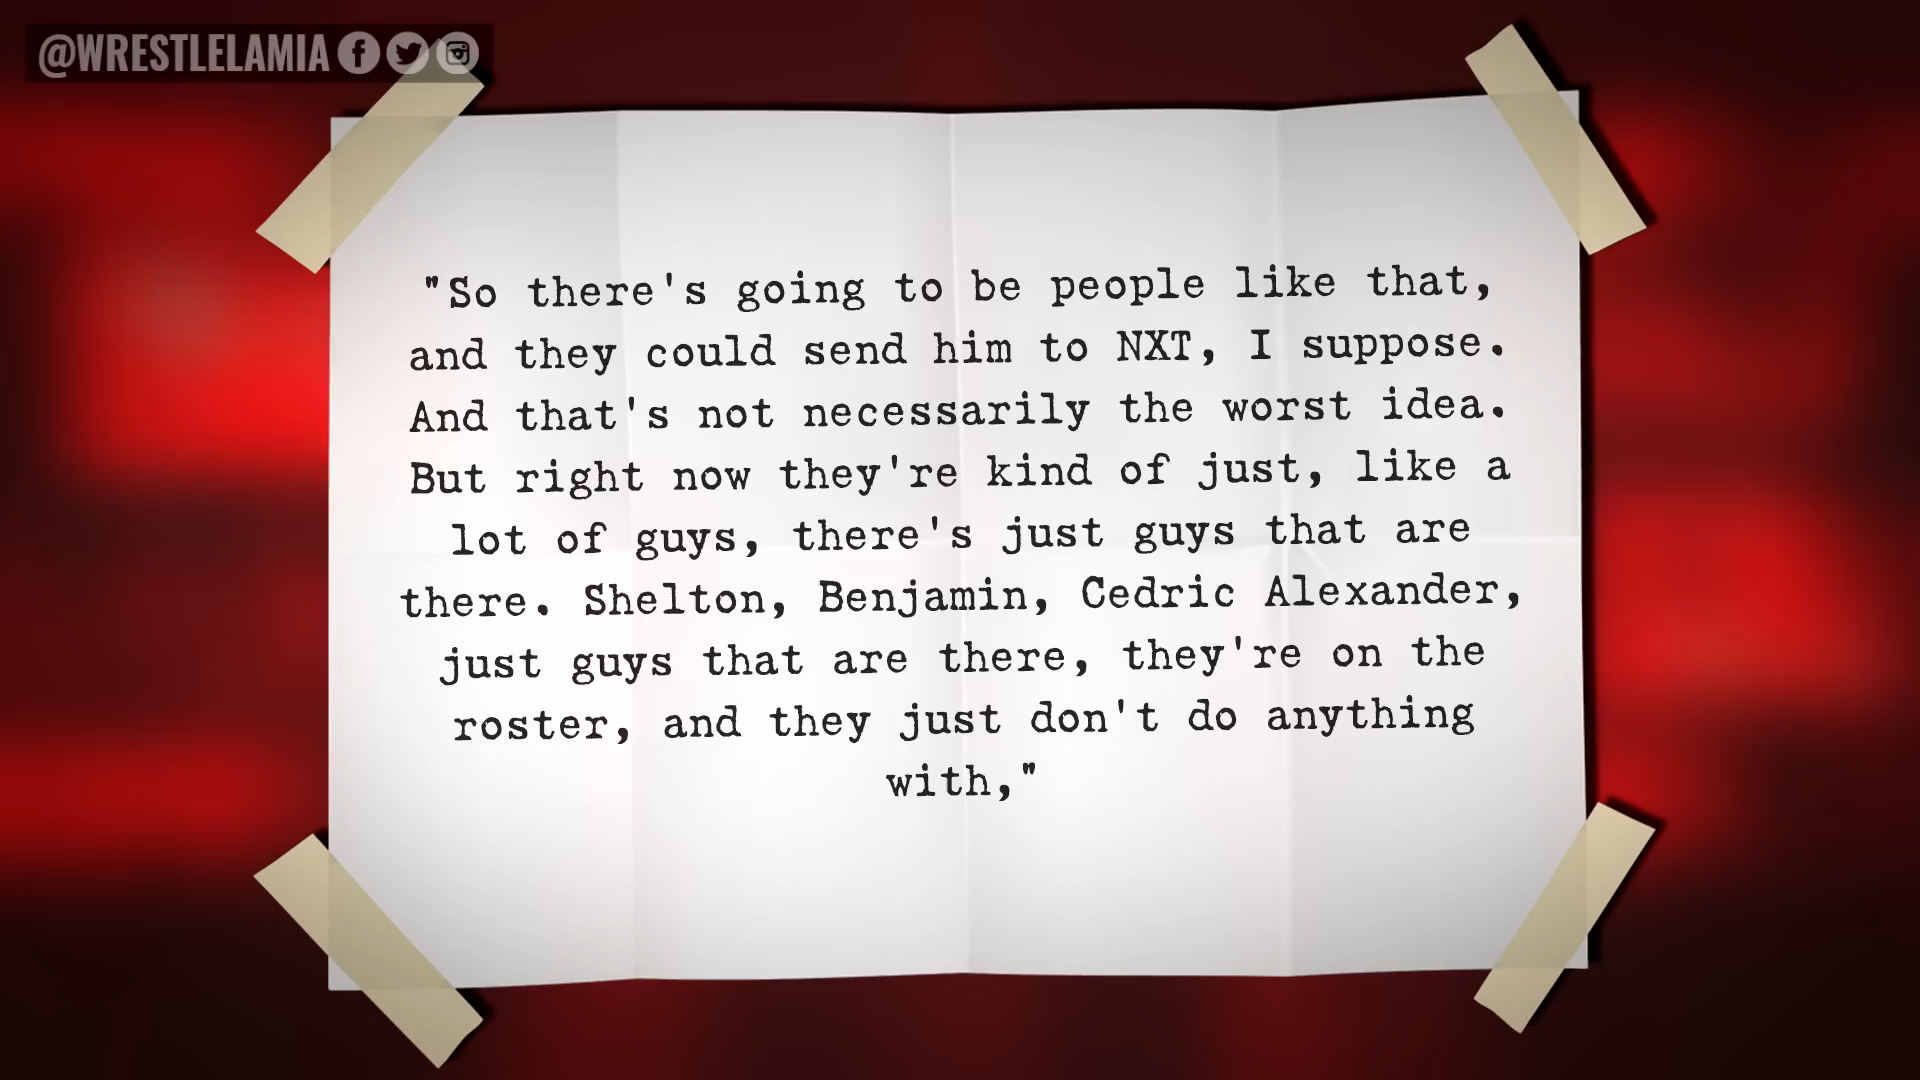 @WRESTLELAMIA
"So there's going to be people like that,
and they could send him to NXT, I suppose.
And that's not necessarily the worst idea.
But right now they're kind of just, like a
lot of guys, there's just guys that are
there. Shelton, Benjamin, Cedric Alexander,
just guys that are there, they're on the
roster, and they just don't do anything
with,"